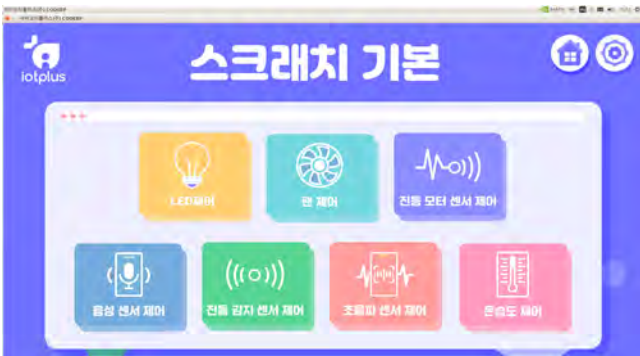 iotplus
스크래치 기본
LED제어
팬 제어
진동 모터 센서 제어
음성 센서 제어
진동 감지 센서 제어
초음파 센서 제어
온습도 제어